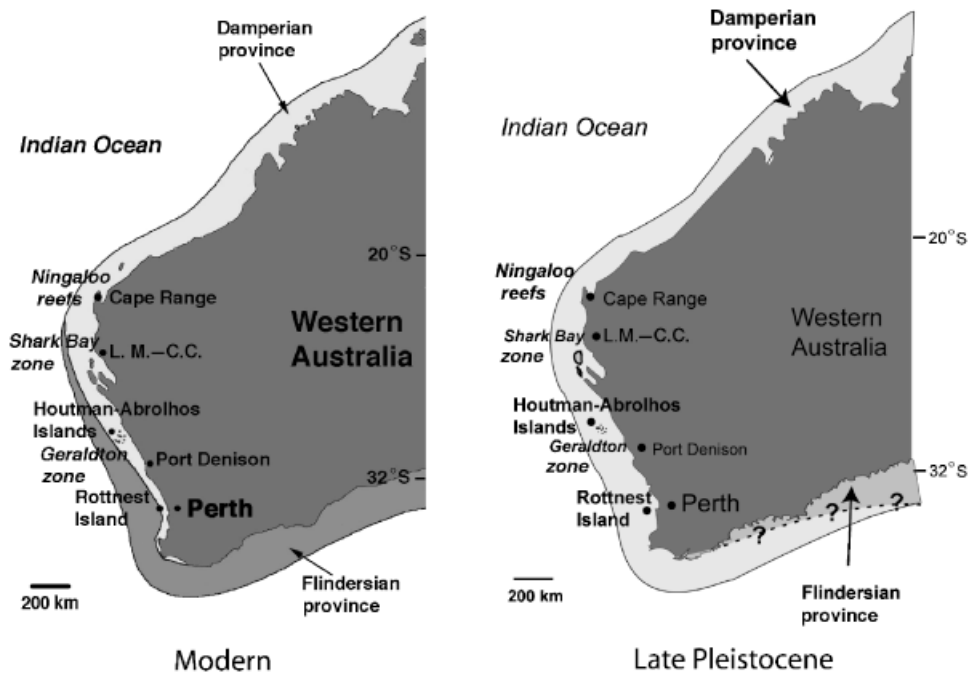 Damperian
province
Indian Ocean
20°S
Ningaloo
reefs
Cape Range
Western
Australia
Shark Bay
zone
L. M.–C.C.
Houtman-Abrolhos
Islands
Geraldton
zone
Port Denison
32°S
Rottnest
Island
Perth
Flindersian
province
200 km
Modern
Damperian
province
Indian Ocean
20°S
Ningaloo
reefs
Cape Range
Western
Australia
Shark Bay
zone
L.M.–C.C.
Houtman-Abrolhos
Islands
Geraldton
zone
Port Denison
32°S
Rottnest
Island
Perth
? ? ?
Flindersian
province
200 km
Late Pleistocene